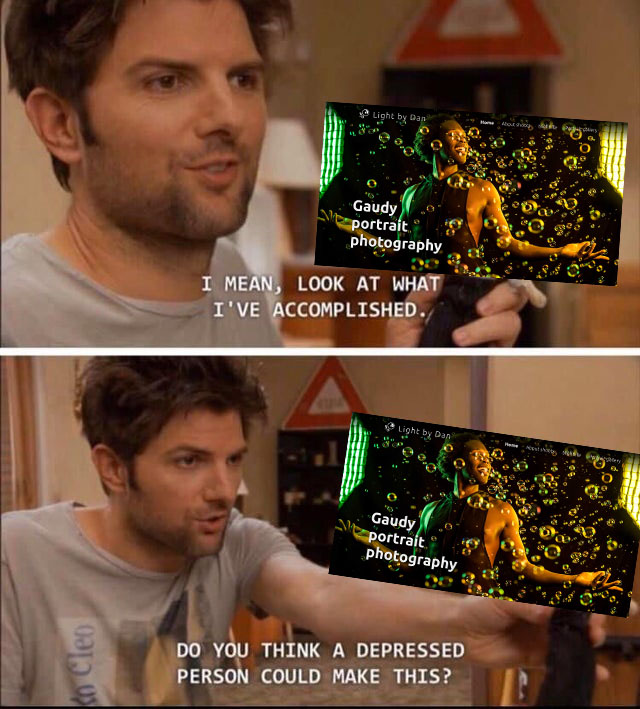 Light by Dan
Home
Gaudy
portrait
photography
I MEAN, LOOK AT WHAT
I'VE ACCOMPLISHED.
Light by Dan
Home
Gaudy
portrait
photography
Cleo
DO YOU THINK A DEPRESSED
PERSON COULD MAKE THIS?